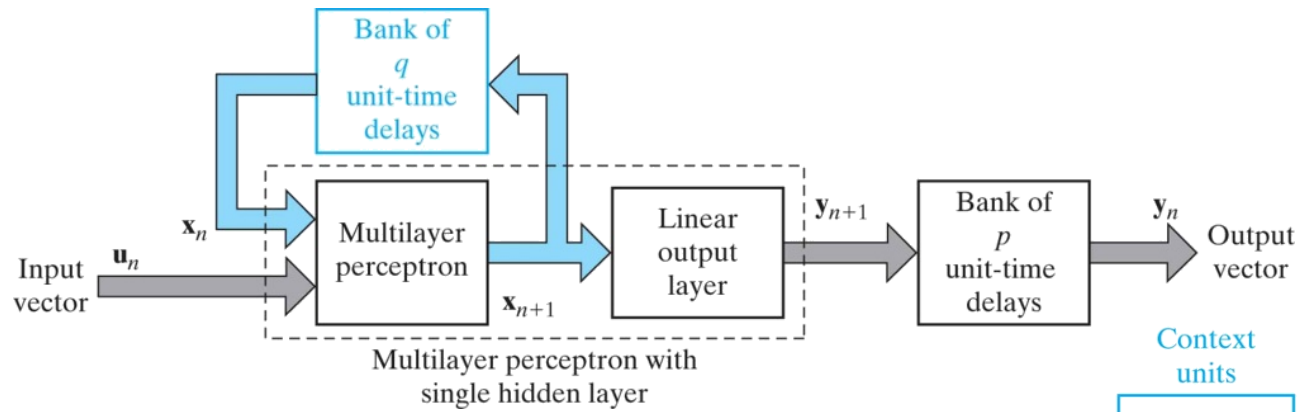 Bank of
q
unit-time
delays
x_n
u_n
Input
vector
Multilayer
perceptron
x_{n+1}
Linear
output
layer
y_{n+1}
Bank of
p
unit-time
delays
y_n
Output
vector
Multilayer perceptron with
single hidden layer
Context
units